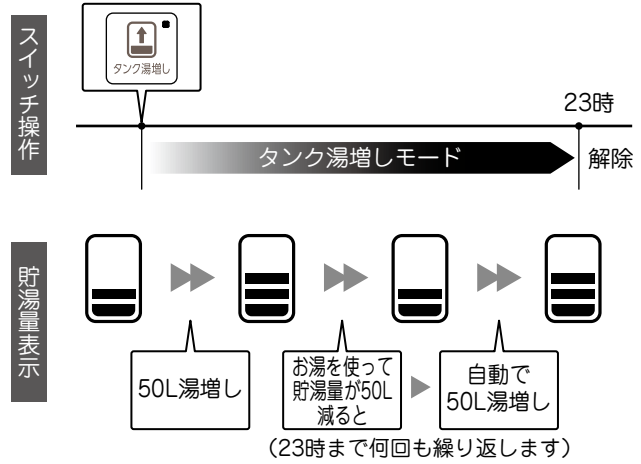 スイッチ操作
タンク湯増し
23時
タンク湯増しモード
解除
貯湯量表示
50L湯増し
お湯を使って
貯湯量が50L
減ると
自動で
50L湯増し
(23時まで何回も繰り返します)